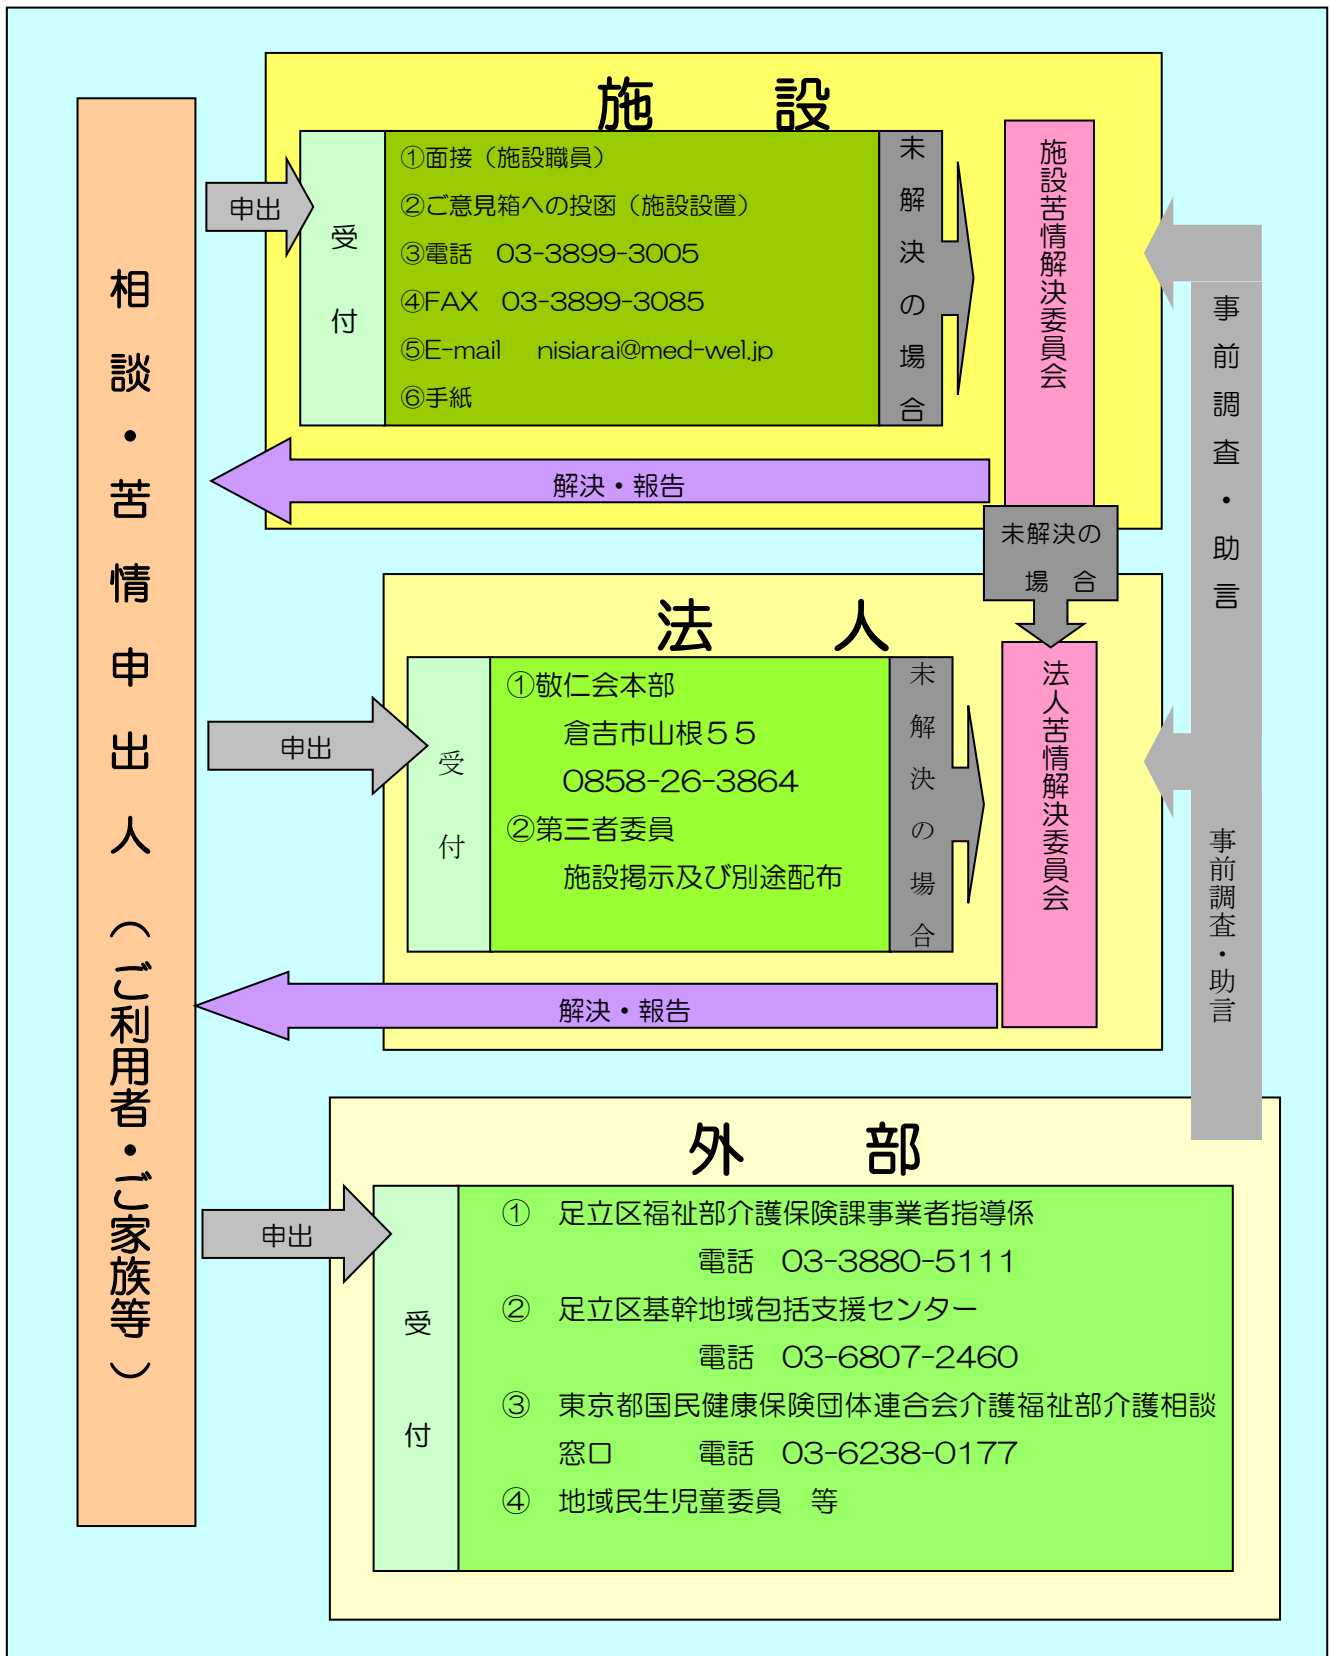 相談・苦情申出人（ご利用者・ご家族等）
施　設
申出
受付
①面接（施設職員）
②ご意見箱への投函（施設設置）
③電話　03-3899-3005
④FAX　03-3899-3085
⑤E-mail　nisiarai@med-wel.jp
⑥手紙
未解決の場合
施設苦情解決委員会
解決・報告
未解決の
場　合
事前調査・助言
法　人
申出
受付
①敬仁会本部
倉吉市山根５５
0858-26-3864
②第三者委員
施設掲示及び別途配布
未解決の場合
法人苦情解決委員会
解決・報告
事前調査・助言
外　部
申出
受付
①　足立区福祉部介護保険課事業者指導係
電話　03-3880-5111
②　足立区基幹地域包括支援センター
電話　03-6807-2460
③　東京都国民健康保険団体連合会介護福祉部介護相談
窓口　　　電話　03-6238-0177
④　地域民生児童委員　等